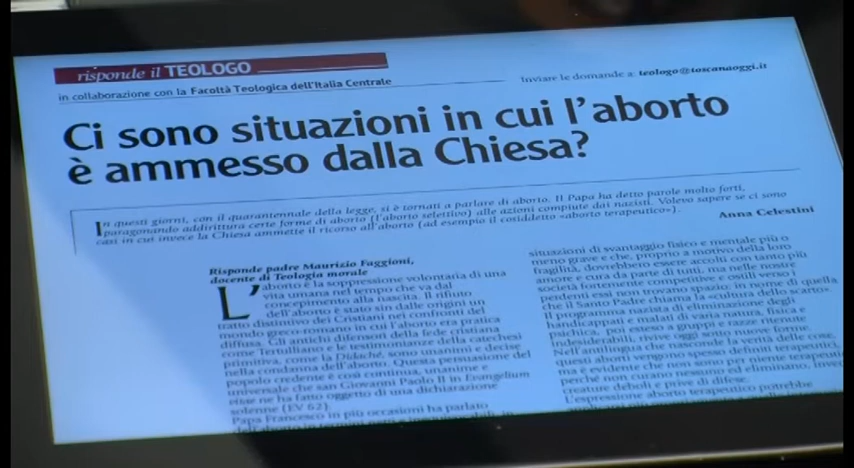 risponde il TEOLOGO
in collaborazione con la Facoltà Teologica dell'Italia Centrale
Inviare le domande a: teologo@toscanaoggi.it
Ci sono situazioni in cui l'aborto
è ammesso dalla Chiesa?
In questi giorni, con il quarantennale della legge, si è tornati a parlare di aborto. Il Papa ha detto parole molto forti,
paragonando addirittura certe forme di aborto (l'aborto selettivo) alle azioni compiute dai nazisti. Volevo sapere se ci sono
casi in cui invece la Chiesa ammette il ricorso all'aborto (ad esempio il cosiddetto «aborto terapeutico»).
Anna Celestini
Risponde padre Maurizio Faggioni,
docente di Teologia morale
L'aborto è la soppressione volontaria di una
vita umana nel tempo che va dal
concepimento alla nascita. Il rifiuto
dell'aborto è stato sin dalle origini un
tratto distintivo dei Cristiani nei confronti del
mondo greco romano in cui l'aborto era pratica
diffusa. Gli antichi difensori della fede cristiana
come Tertulliano e le testimonianze della catechesi
primitiva, come la Didaché, sono unanimi e decise
nella condanna dell'aborto. Questa persuasione del
popolo credente è così continua, unanime e
universale che san Giovanni Paolo II in Evangelium
vitae ne ha fatto oggetto di una dichiarazione
solenne (EV 62).
Papa Francesco in più occasioni ha parlato
dell'aborto in termini
situazioni di svantaggio fisico e mentale più o
meno grave e che, proprio a motivo della loro
fragilità, dovrebbero essere accolti con tanto più
amore e cura da parte di tutti, ma nelle nostre
società fortemente competitive e ostili verso i
perdenti essi non trovano spazio: in nome di quella
che il Santo Padre chiama la «cultura dello scarto».
Il programma nazista di eliminazione degli
handicappati e malati di varia natura, fisica e
psichica, poi esteso a gruppi e razze ritenute
indesiderabili, rivive oggi sotto nuove forme.
Nell'antilingua che nasconde la verità delle cose,
questi aborti vengono spesso definiti terapeutici,
ma è evidente che non sono per niente terapeutici
perché non curano nessuno ed eliminano, invece
creature deboli e prive di difese.
L'espressione aborto terapeutico potrebbe